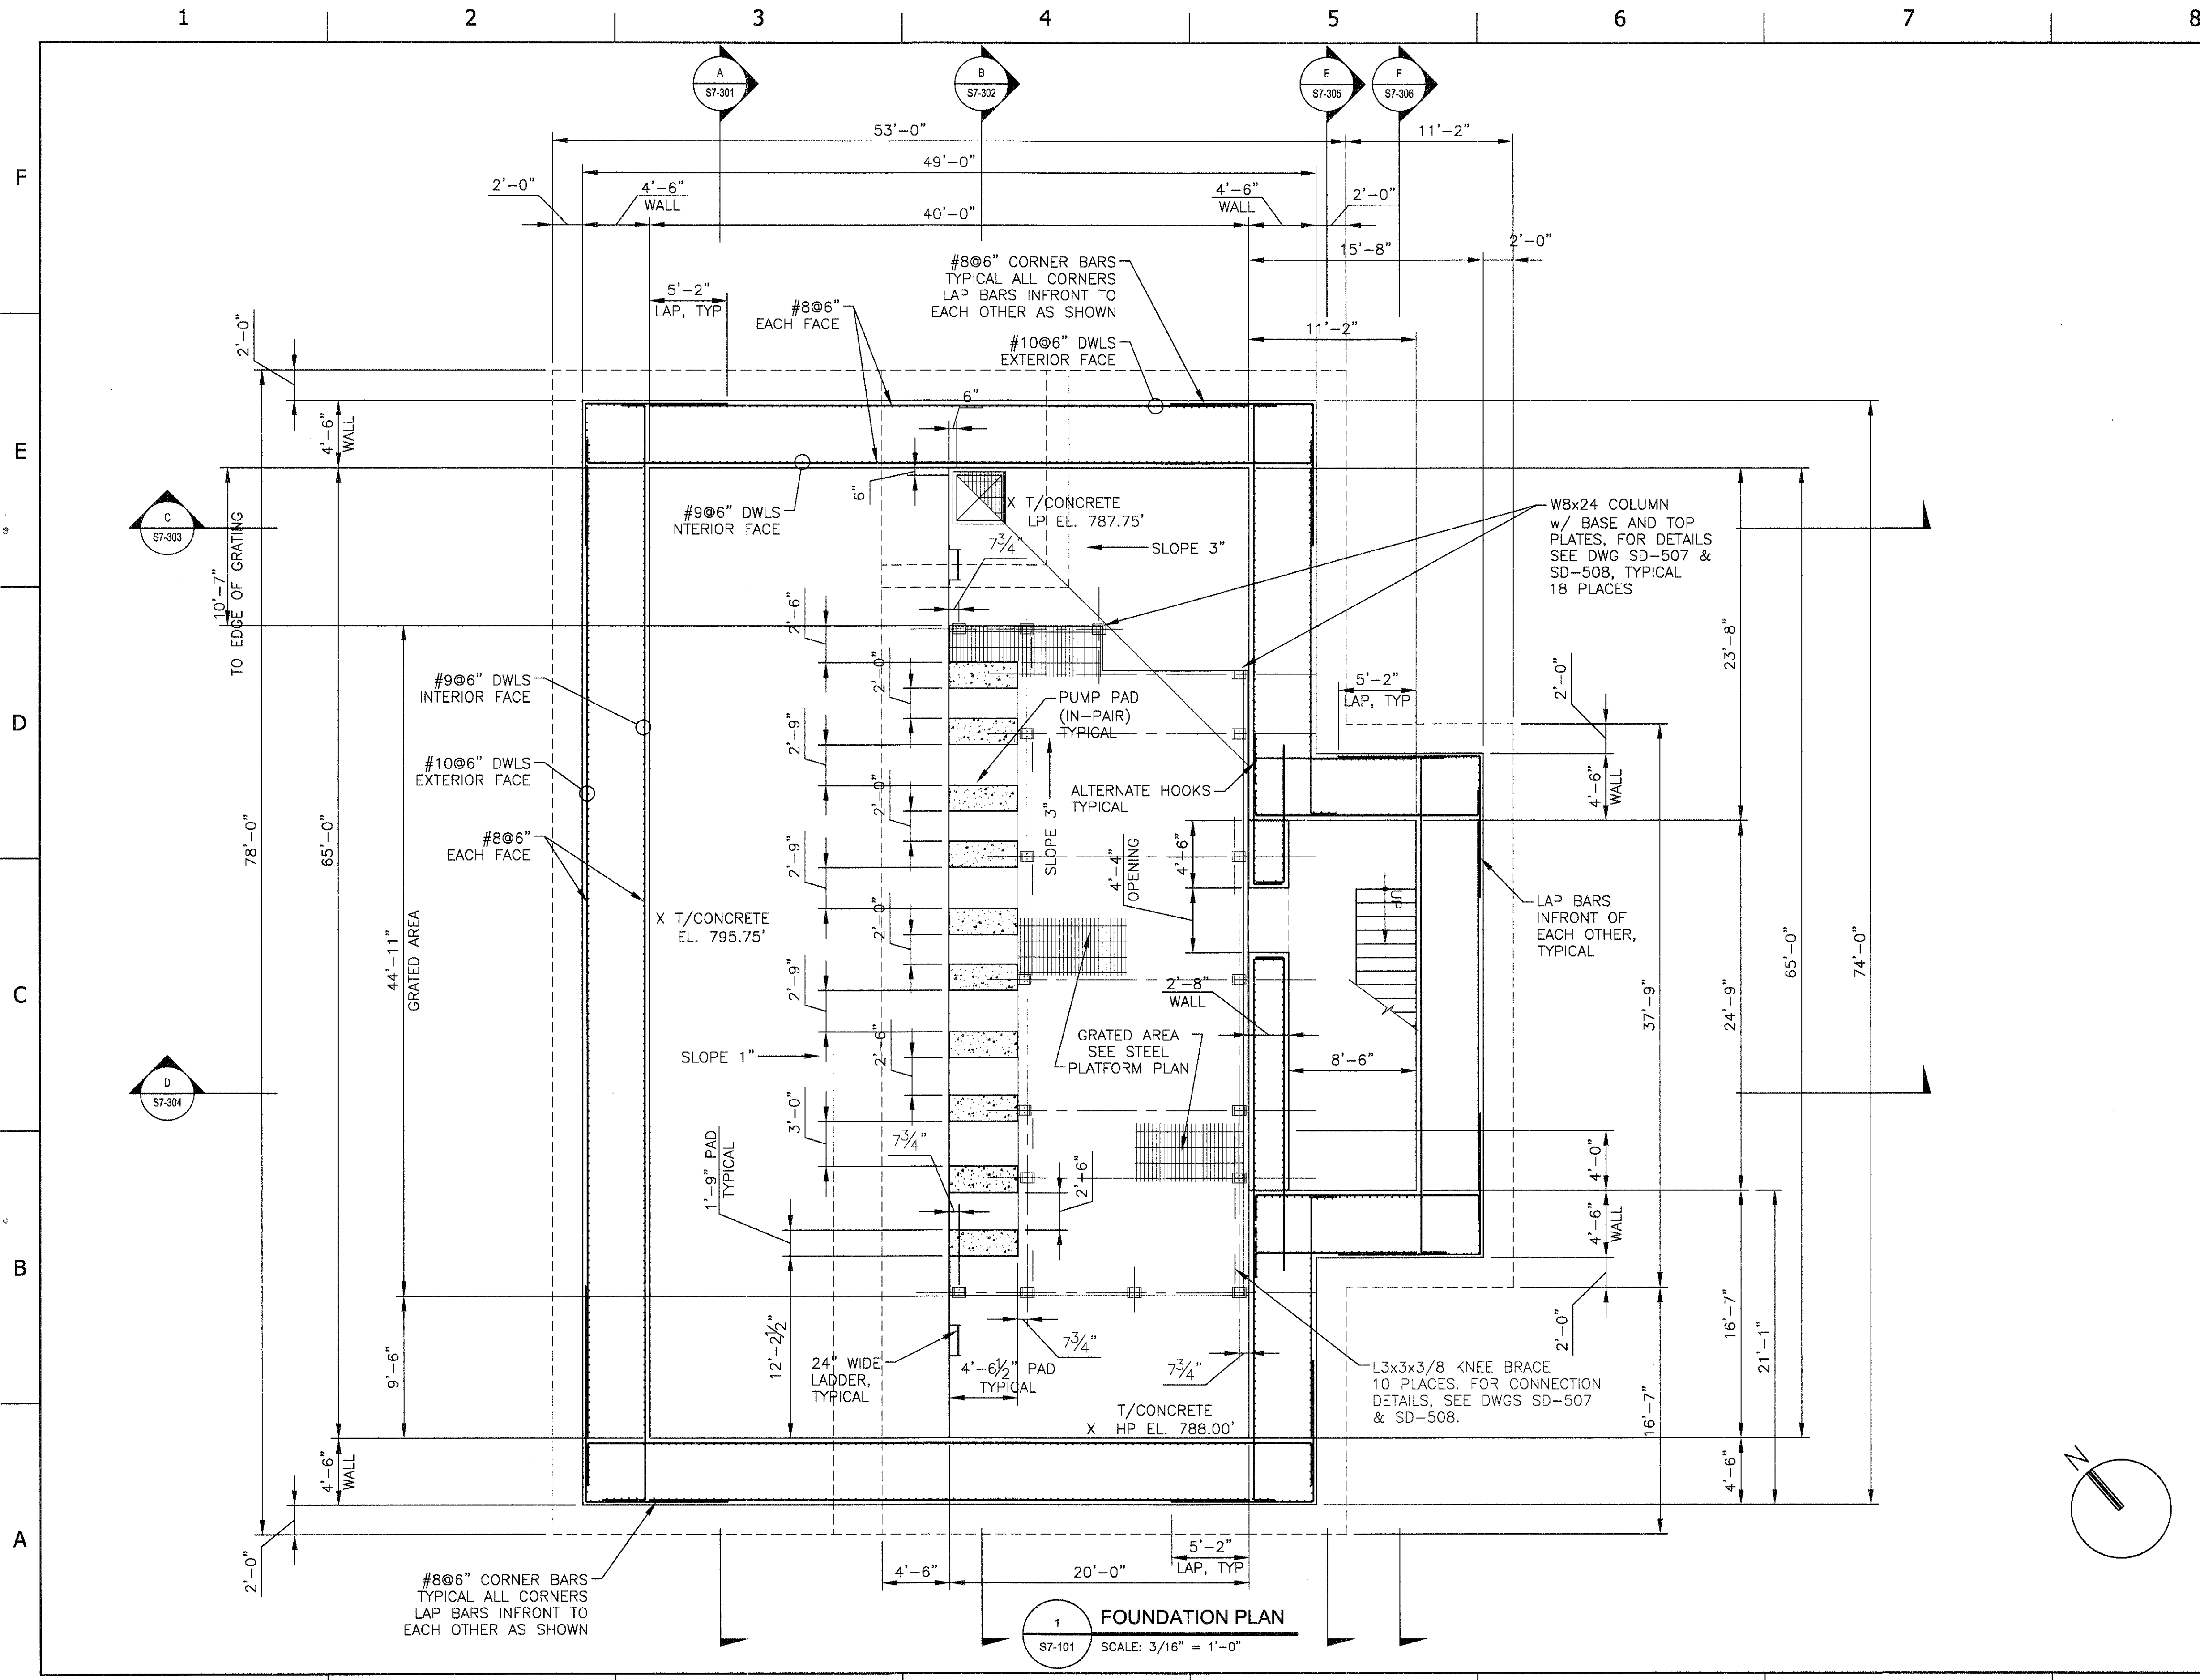 1 2 3 4 5 6 7 8
A
S7-301
B
S7-302
E
S7-305
F
S7-306
53'-0"
11'-2"
49'-0"
2'-0"
4'-6"
WALL
40'-0"
4'-6"
WALL
2'-0"
15'-8"
2'-0"
F
#8@6" CORNER BARS
TYPICAL ALL CORNERS
LAP BARS INFRONT TO
EACH OTHER AS SHOWN
5'-2"
LAP, TYP
#8@6"
EACH FACE
11'-2"
#10@6" DWLS
EXTERIOR FACE
2'-0"
6"
4'-6"
WALL
E
6"
#9@6" DWLS
INTERIOR FACE
X T/CONCRETE
LP EL. 787.75'
7 3/4"
SLOPE 3"
W8x24 COLUMN
w/ BASE AND TOP
PLATES, FOR DETAILS
SEE DWG SD-507 &
SD-508, TYPICAL
18 PLACES
C
S7-303
10'-7"
TO EDGE OF GRATING
2'-6"
2'-0"
23'-8"
2'-0"
5'-2"
LAP, TYP
#9@6" DWLS
INTERIOR FACE
PUMP PAD
(IN-PAIR)
TYPICAL
D
2'-9"
#10@6" DWLS
EXTERIOR FACE
ALTERNATE HOOKS
TYPICAL
4'-6"
WALL
2'-0"
SLOPE 3"
78'-0"
65'-0"
#8@6"
EACH FACE
2'-9"
4'-4"
OPENING
4'-6"
UP
LAP BARS
INFRONT OF
EACH OTHER,
TYPICAL
X T/CONCRETE
EL. 795.75'
2'-0"
44'-11"
GRATED AREA
C
2'-9"
2'-8"
WALL
37'-9"
24'-9"
65'-0"
74'-0"
SLOPE 1"
2'-6"
GRATED AREA
SEE STEEL
PLATFORM PLAN
8'-6"
D
S7-304
3'-0"
7 3/4"
1'-9" PAD
TYPICAL
2'-6"
4'-0"
4'-6"
WALL
B
12'-2 1/2"
7 3/4"
2'-0"
16'-7"
21'-1"
9'-6"
24" WIDE
LADDER,
TYPICAL
4'-6 1/2" PAD
TYPICAL
7 3/4"
L3x3x3/8 KNEE BRACE
10 PLACES. FOR CONNECTION
DETAILS, SEE DWGS SD-507
& SD-508.
T/CONCRETE
X HP EL. 788.00'
16'-7"
4'-6"
WALL
4'-6"
N
A
2'-0"
#8@6" CORNER BARS
TYPICAL ALL CORNERS
LAP BARS INFRONT TO
EACH OTHER AS SHOWN
4'-6"
20'-0"
5'-2"
LAP, TYP
1
S7-101
FOUNDATION PLAN
SCALE: 3/16" = 1'-0"